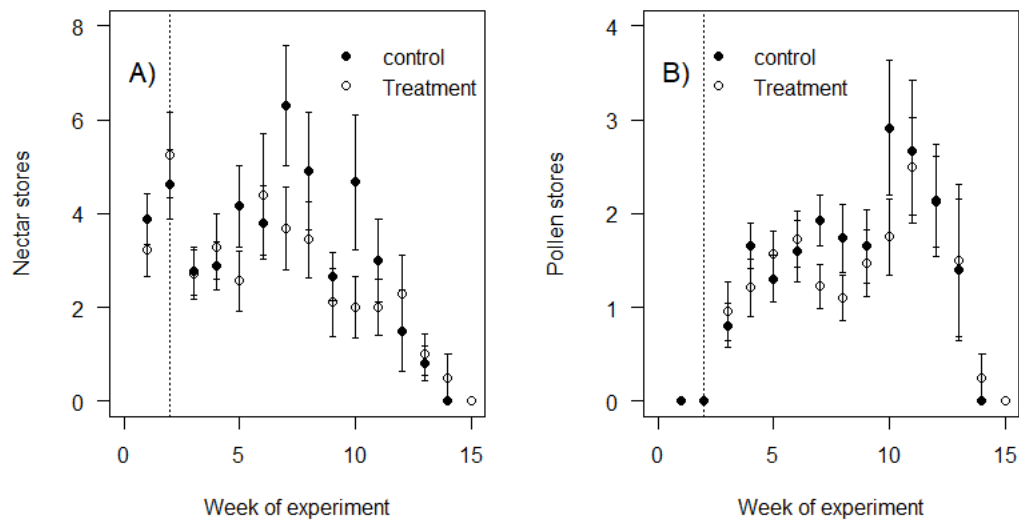 A)
control
Treatment
Nectar stores
8
6
4
2
0
0 5 10 15
Week of experiment
B)
control
Treatment
Pollen stores
4
3
2
1
0
0 5 10 15
Week of experiment